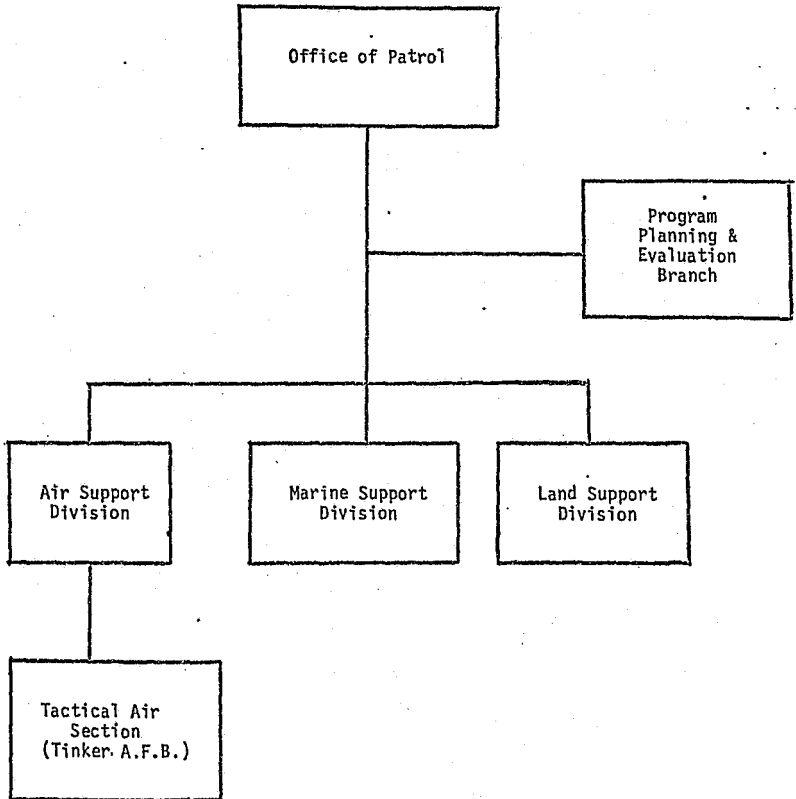 Office of Patrol
Program
Planning &
Evaluation
Branch
Air Support
Division
Marine Support
Division
Land Support
Division
Tactical Air
Section
(Tinker A.F.B.)